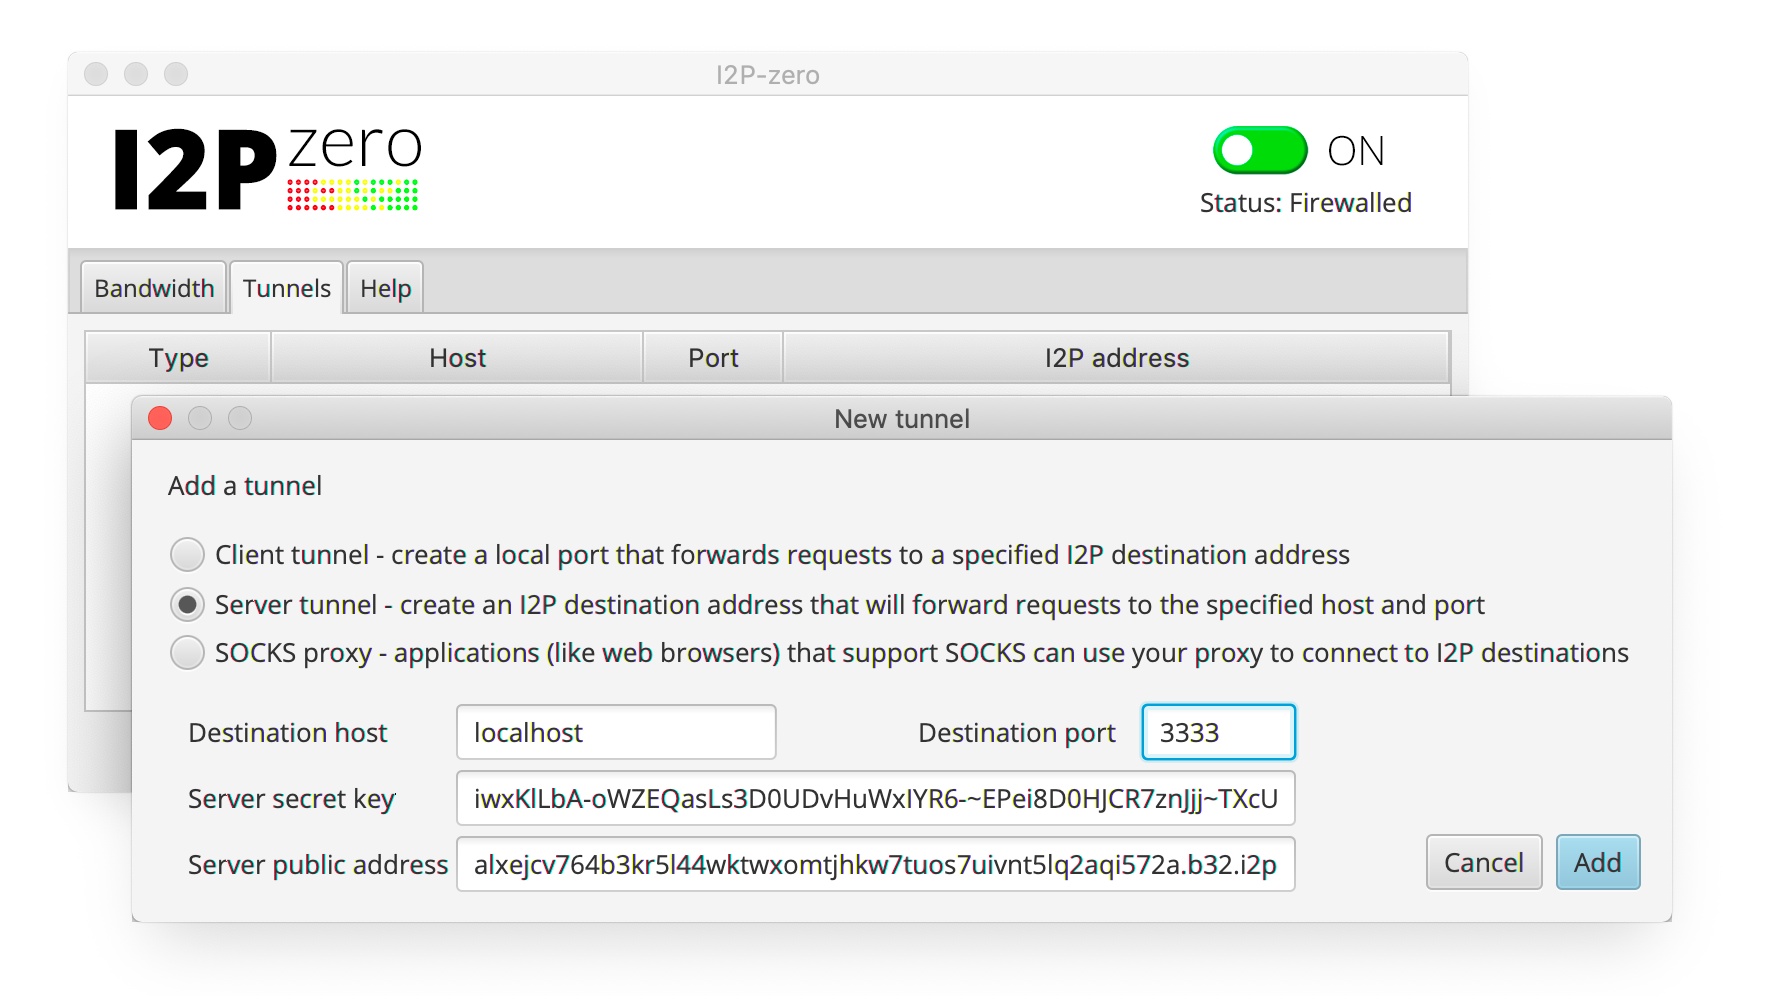 I2P-zero
I2P zero
ON
Status: Firewalled
Bandwidth Tunnels Help
Type Host Port I2P address
New tunnel
Add a tunnel
Client tunnel - create a local port that forwards requests to a specified I2P destination address
Server tunnel - create an I2P destination address that will forward requests to the specified host and port
SOCKS proxy - applications (like web browsers) that support SOCKS can use your proxy to connect to I2P destinations
Destination host localhost Destination port 3333
Server secret key iwxKlLbA-oWZEQasLs3D0UDvHuWxlYR6-~EPei8D0HJCR7znJjj~TXcU
Server public address alxejcv764b3kr5l44wktwxomtjhkw7tuos7uivnt5lq2aqi572a.b32.i2p
Cancel Add